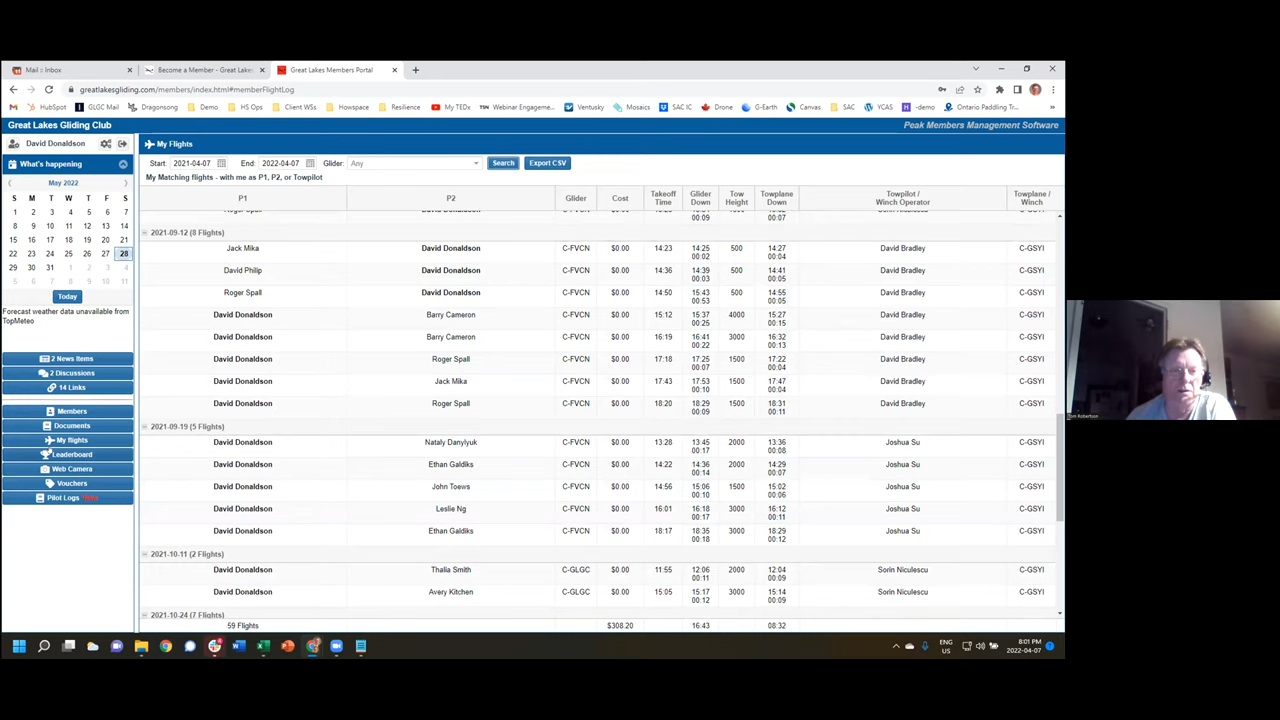 Mail :: Inbox
Become a Member - Great Lakes
Great Lakes Members Portal
greatlakesgliding.com/members/index.html#memberFlightLog
HubSpot GLGC Mail Dragonsong Demo HS Ops Client WSs Howspace Resilience My TEDx Webinar Engageme... Ventusky Mosaics SAC IC Drone G-Earth Canvas SAC YCAS -demo Ontario Paddling Tr...
Great Lakes Gliding Club
Peak Members Management Software
David Donaldson
My Flights
What's happening
Start: 2021-04-07 End: 2022-04-07 Glider: Any Search Export CSV
My Matching flights - with me as P1, P2, or Towpilot
May 2022
S M T W T F S
1 2 3 4 5 6 7
8 9 10 11 12 13 14
15 16 17 18 19 20 21
22 23 24 25 26 27 28
29 30 31 1 2 3 4
5 6 7 8 9 10 11
Today
Forecast weather data unavailable from
TopMeteo
2 News Items
2 Discussions
14 Links
Members
Documents
My flights
Leaderboard
Web Camera
Vouchers
Pilot Logs
P1 P2 Glider Cost Takeoff Time Glider Down Tow Height Towplane Down Towpilot / Winch Operator Towplane / Winch
00:09 00:07
2021-09-12 (8 Flights)
Jack Mika David Donaldson C-FVCN $0.00 14:23 14:25 500 14:27 David Bradley C-GSYI
00:02 00:04
David Philip David Donaldson C-FVCN $0.00 14:36 14:39 500 14:41 David Bradley C-GSYI
00:03 00:05
Roger Spall David Donaldson C-FVCN $0.00 14:50 15:43 500 14:55 David Bradley C-GSYI
00:53 00:05
David Donaldson Barry Cameron C-FVCN $0.00 15:12 15:37 4000 15:27 David Bradley C-GSYI
00:25 00:15
David Donaldson Barry Cameron C-FVCN $0.00 16:19 16:41 3000 16:32 David Bradley C-GSYI
00:22 00:13
David Donaldson Roger Spall C-FVCN $0.00 17:18 17:25 1500 17:22 David Bradley C-GSYI
00:07 00:04
David Donaldson Jack Mika C-FVCN $0.00 17:43 17:53 1500 17:47 David Bradley C-GSYI
00:10 00:04
David Donaldson Roger Spall C-FVCN $0.00 18:20 18:29 1500 18:31 David Bradley C-GSYI
00:09 00:11
2021-09-19 (5 Flights)
David Donaldson Nataly Danylyuk C-FVCN $0.00 13:28 13:45 2000 13:36 Joshua Su C-GSYI
00:17 00:08
David Donaldson Ethan Galdiks C-FVCN $0.00 14:22 14:36 2000 14:29 Joshua Su C-GSYI
00:14 00:07
David Donaldson John Toews C-FVCN $0.00 14:56 15:06 1500 15:02 Joshua Su C-GSYI
00:10 00:06
David Donaldson Leslie Ng C-FVCN $0.00 16:01 16:18 3000 16:12 Joshua Su C-GSYI
00:17 00:11
David Donaldson Ethan Galdiks C-FVCN $0.00 18:17 18:35 3000 18:29 Joshua Su C-GSYI
00:18 00:12
2021-10-11 (2 Flights)
David Donaldson Thalia Smith C-GLGC $0.00 11:55 12:06 2000 12:04 Sorin Niculescu C-GSYI
00:11 00:09
David Donaldson Avery Kitchen C-GLGC $0.00 15:05 15:17 3000 15:14 Sorin Niculescu C-GSYI
00:12 00:09
2021-10-24 (7 Flights)
59 Flights $308.20 16:43 08:32
ENG
US
8:01 PM
2022-04-07
Tom Robertson